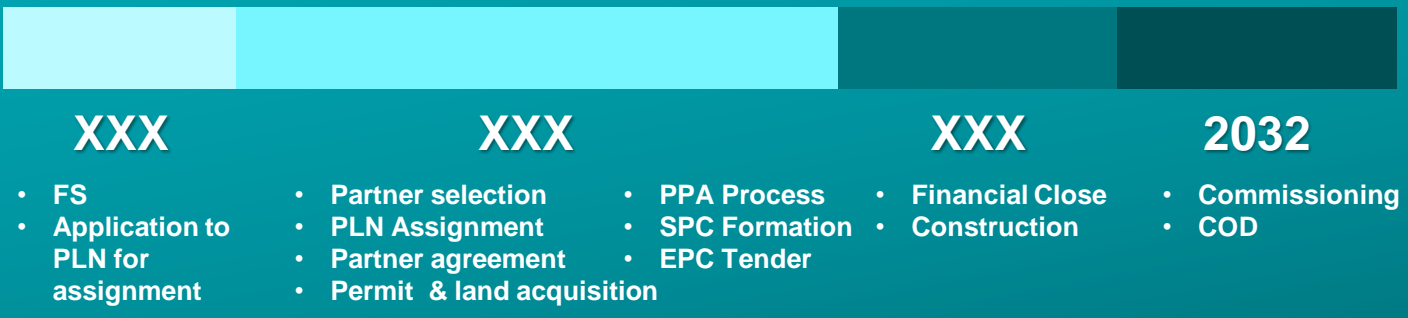 XXX
• FS
• Application to
PLN for
assignment
XXX
• Partner selection
• PLN Assignment
• Partner agreement
• Permit & land acquisition
• PPA Process
• SPC Formation
• EPC Tender
XXX
• Financial Close
• Construction
2032
• Commissioning
• COD